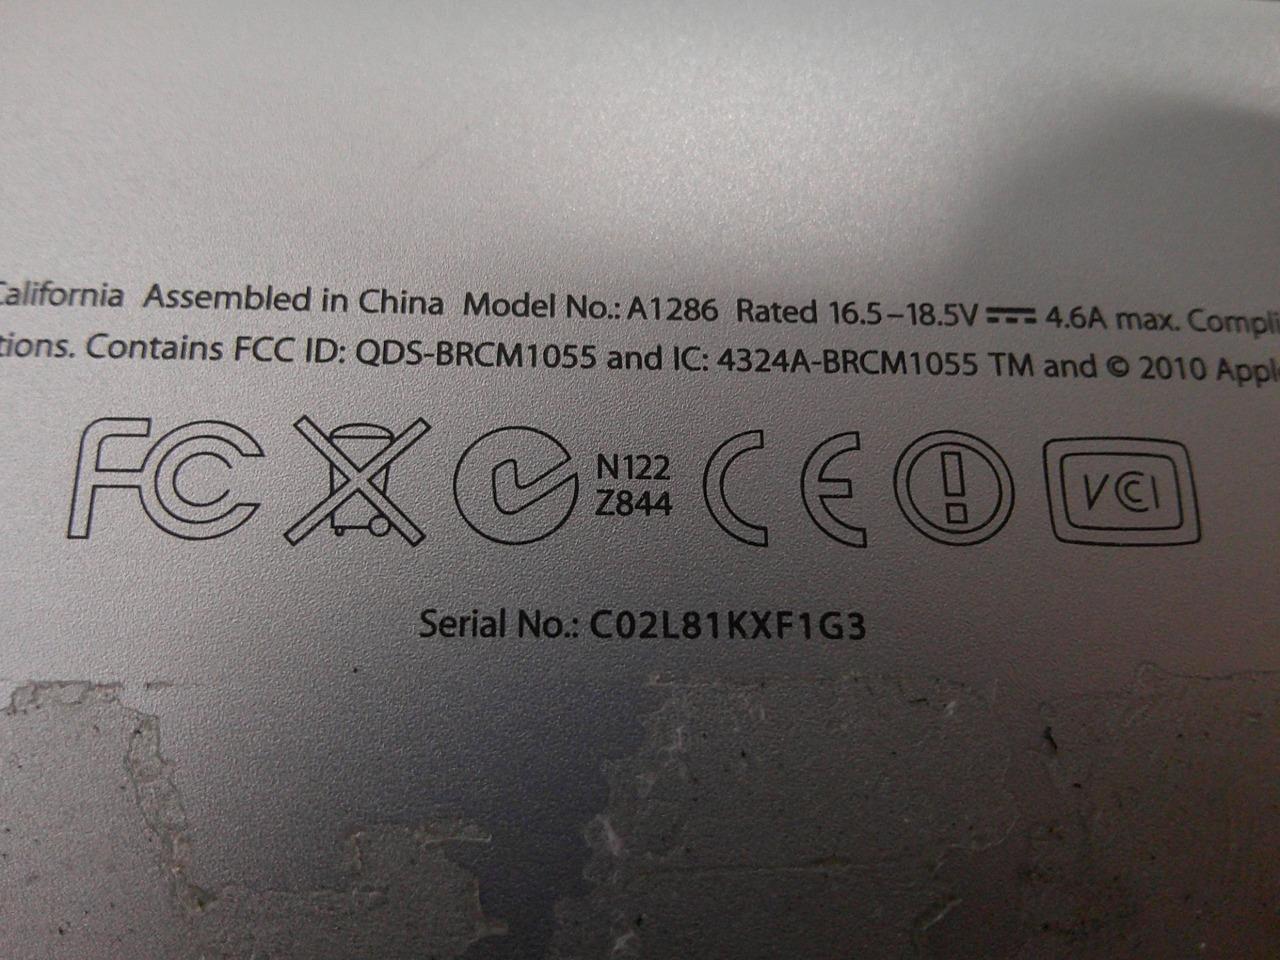 California Assembled in China Model No.: A1286 Rated 16.5–18.5V ⎓ 4.6A max. Compli
tions. Contains FCC ID: QDS-BRCM1055 and IC: 4324A-BRCM1055 TM and © 2010 Apple
FC N122 CE ! VCI
Z844
Serial No.: C02L81KXF1G3